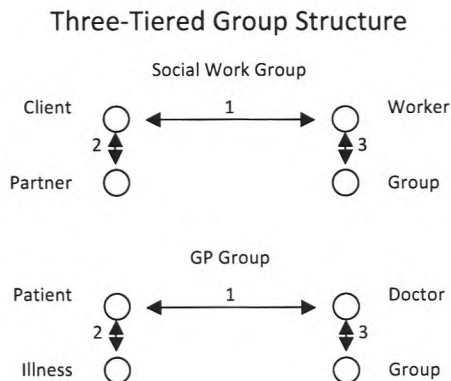 Three-Tiered Group Structure
Social Work Group
Client 1 Worker
2 3
Partner Group
GP Group
Patient 1 Doctor
2 3
Illness Group